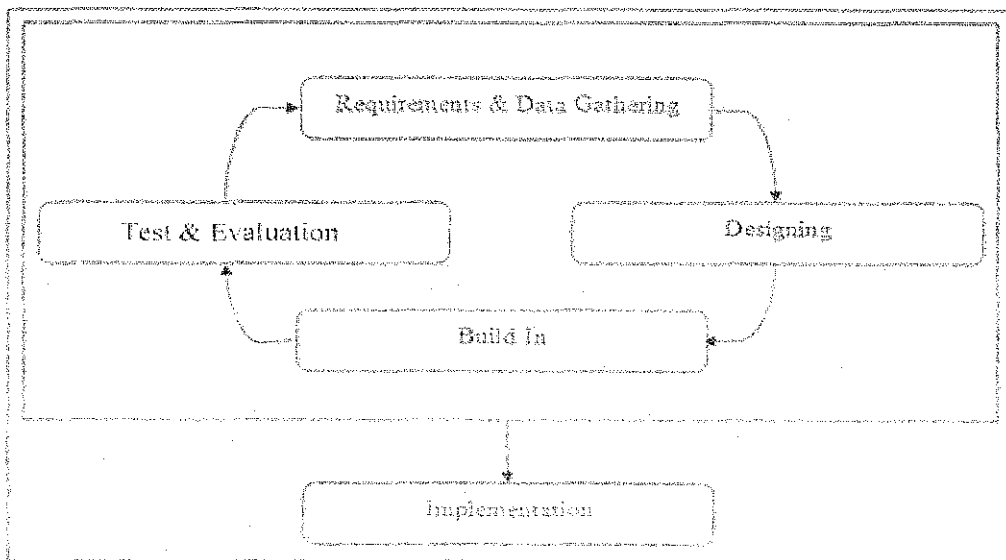 Requirements & Data Gathering
Test & Evaluation
Designing
Build In
Implementation